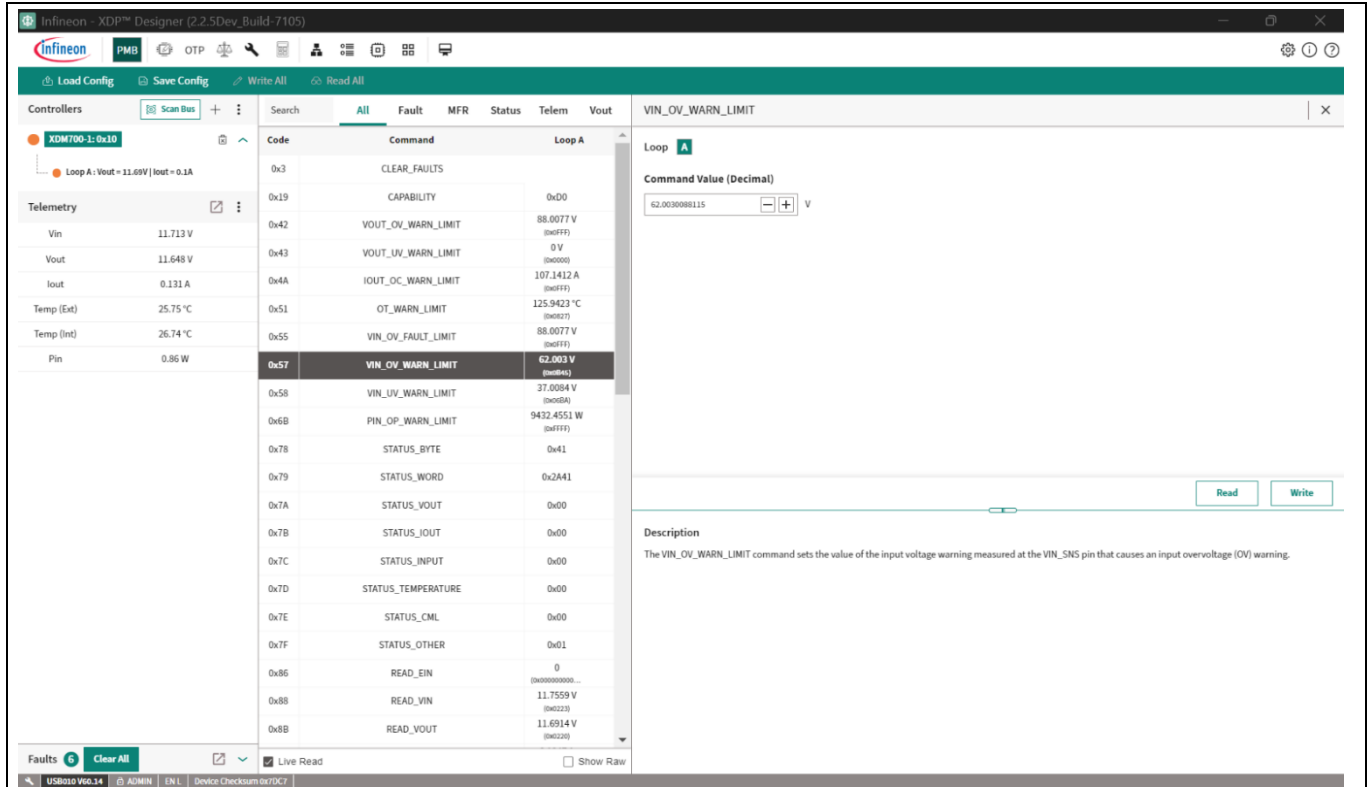 Infineon - XDP™ Designer (2.2.5Dev_Build-7105)
infineon PMB OTP
Load Config Save Config Write All Read All
Controllers Scan Bus
XDM700-1: 0x10
Loop A : Vout = 11.69V | Iout = 0.1A
Telemetry
Vin 11.713 V
Vout 11.648 V
Iout 0.131 A
Temp (Ext) 25.75 °C
Temp (Int) 26.74 °C
Pin 0.86 W
Faults 6 Clear All
Search All Fault MFR Status Telem Vout
Code Command Loop A
0x3 CLEAR_FAULTS
0x19 CAPABILITY 0xD0
0x42 VOUT_OV_WARN_LIMIT 88.0077 V
(0x0FFF)
0x43 VOUT_UV_WARN_LIMIT 0 V
(0x0000)
0x4A IOUT_OC_WARN_LIMIT 107.1412 A
(0x0FFF)
0x51 OT_WARN_LIMIT 125.9423 °C
(0x0827)
0x55 VIN_OV_FAULT_LIMIT 88.0077 V
(0x0FFF)
0x57 VIN_OV_WARN_LIMIT 62.003 V
(0x0B45)
0x58 VIN_UV_WARN_LIMIT 37.0084 V
(0x06BA)
0x6B PIN_OP_WARN_LIMIT 9432.4551 W
(0xFFFF)
0x78 STATUS_BYTE 0x41
0x79 STATUS_WORD 0x2A41
0x7A STATUS_VOUT 0x00
0x7B STATUS_IOUT 0x00
0x7C STATUS_INPUT 0x00
0x7D STATUS_TEMPERATURE 0x00
0x7E STATUS_CML 0x00
0x7F STATUS_OTHER 0x01
0x86 READ_EIN 0
(0x000000000...
0x88 READ_VIN 11.7559 V
(0x0223)
0x8B READ_VOUT 11.6914 V
(0x0220)
Live Read Show Raw
VIN_OV_WARN_LIMIT
Loop A
Command Value (Decimal)
62.0030088115 V
Read Write
Description
The VIN_OV_WARN_LIMIT command sets the value of the input voltage warning measured at the VIN_SNS pin that causes an input overvoltage (OV) warning.
USB010 V60.14 ADMIN EN L Device Checksum 0x7DC7